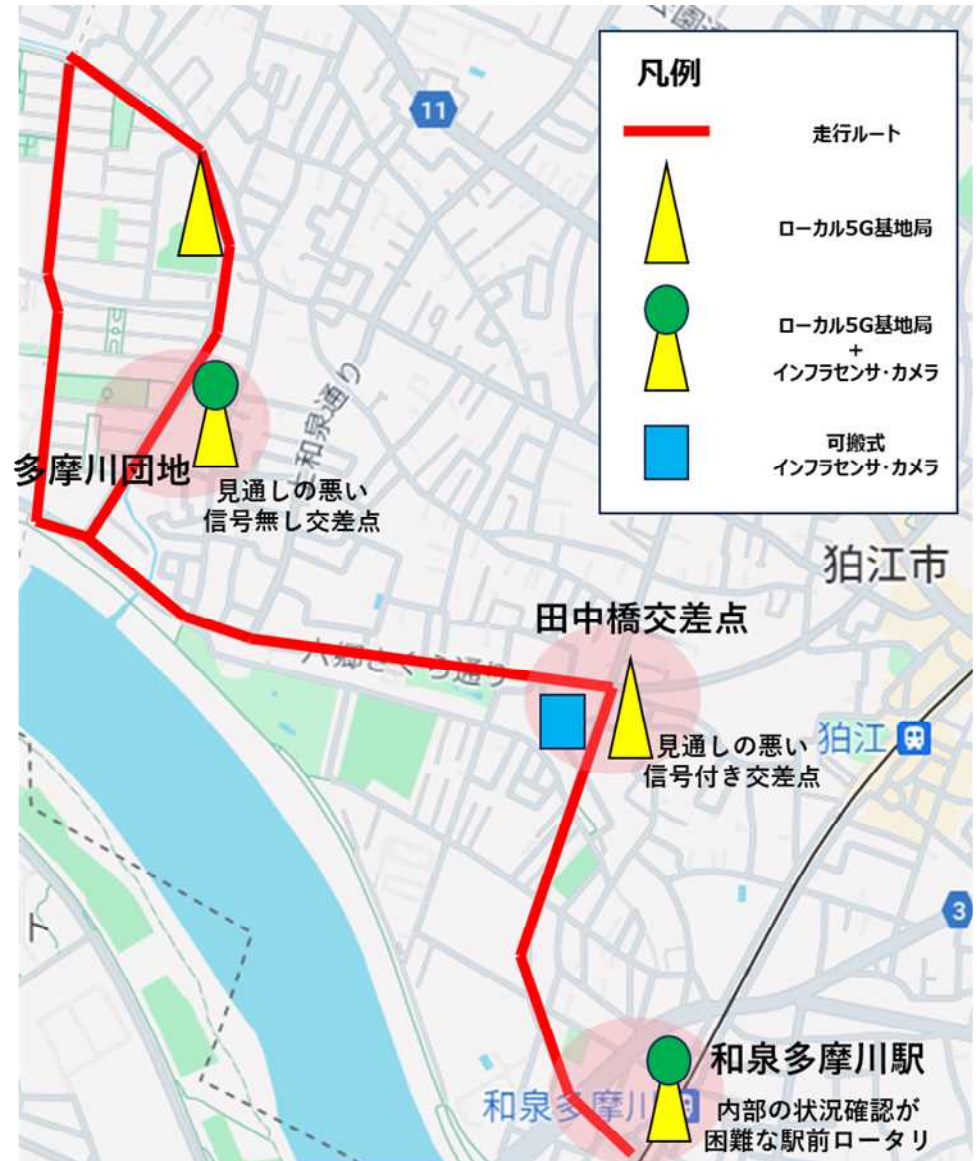 11
凡例
走行ルート
ローカル5G基地局
ローカル5G基地局
+
インフラセンサ・カメラ
可搬式
インフラセンサ・カメラ
和泉通り
多摩川団地
見通しの悪い
信号無し交差点
狛江市
田中橋交差点
六郷さくら通り
狛江
見通しの悪い
信号付き交差点
3
和泉多摩川駅
和泉多摩川
内部の状況確認が
困難な駅前ロータリ